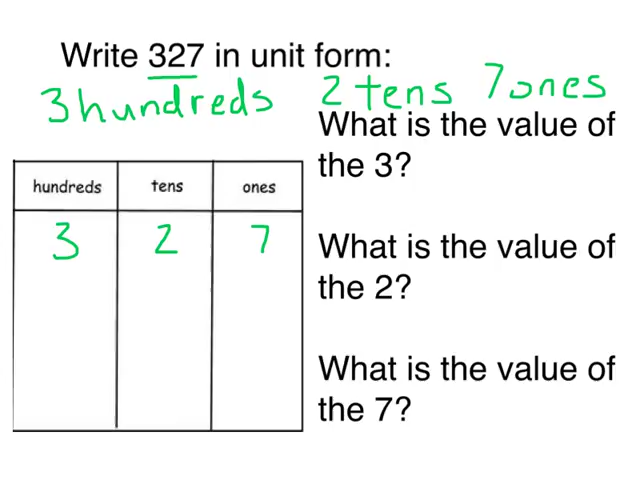 Write 327 in unit form:
3 hundreds 2 tens 7 ones
What is the value of
the 3?
hundreds tens ones
3 2 7
What is the value of
the 2?
What is the value of
the 7?